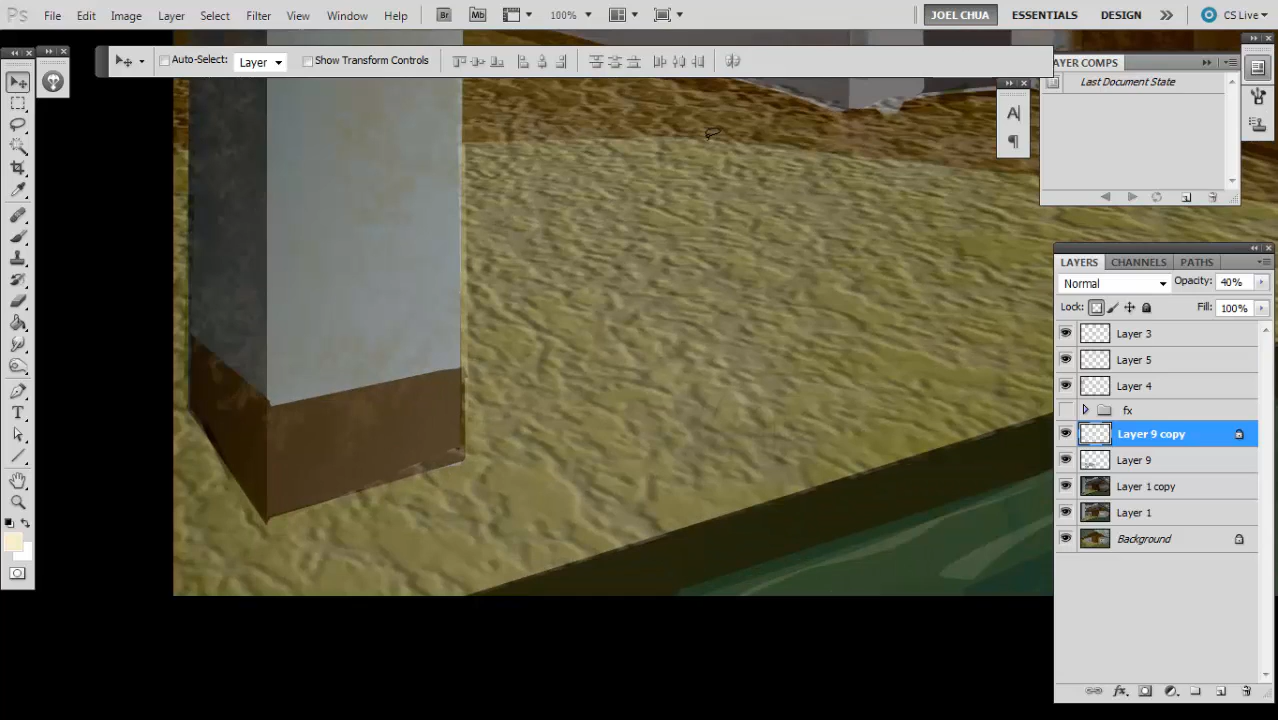 Ps File Edit Image Layer Select Filter View Window Help Br Mb 100% JOEL CHUA ESSENTIALS DESIGN CS Live
Auto-Select: Layer Show Transform Controls
LAYER COMPS
Last Document State
A
LAYERS CHANNELS PATHS
Normal Opacity: 40%
Lock: Fill: 100%
Layer 3
Layer 5
Layer 4
fx
Layer 9 copy
Layer 9
Layer 1 copy
Layer 1
Background
T
fx